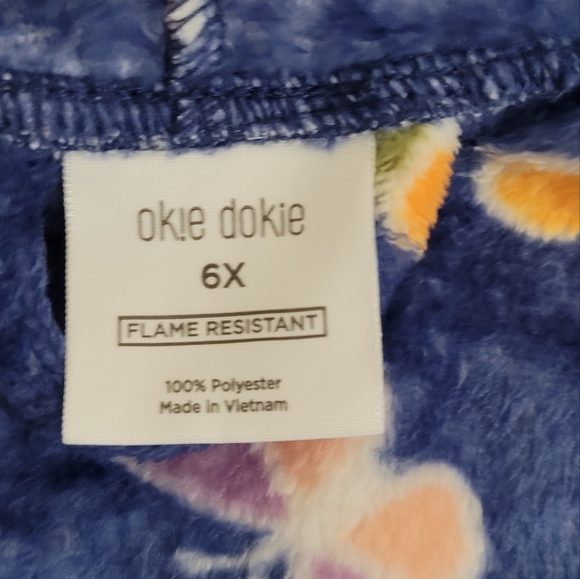 okie dokie
6X
FLAME RESISTANT
100% Polyester
Made in Vietnam